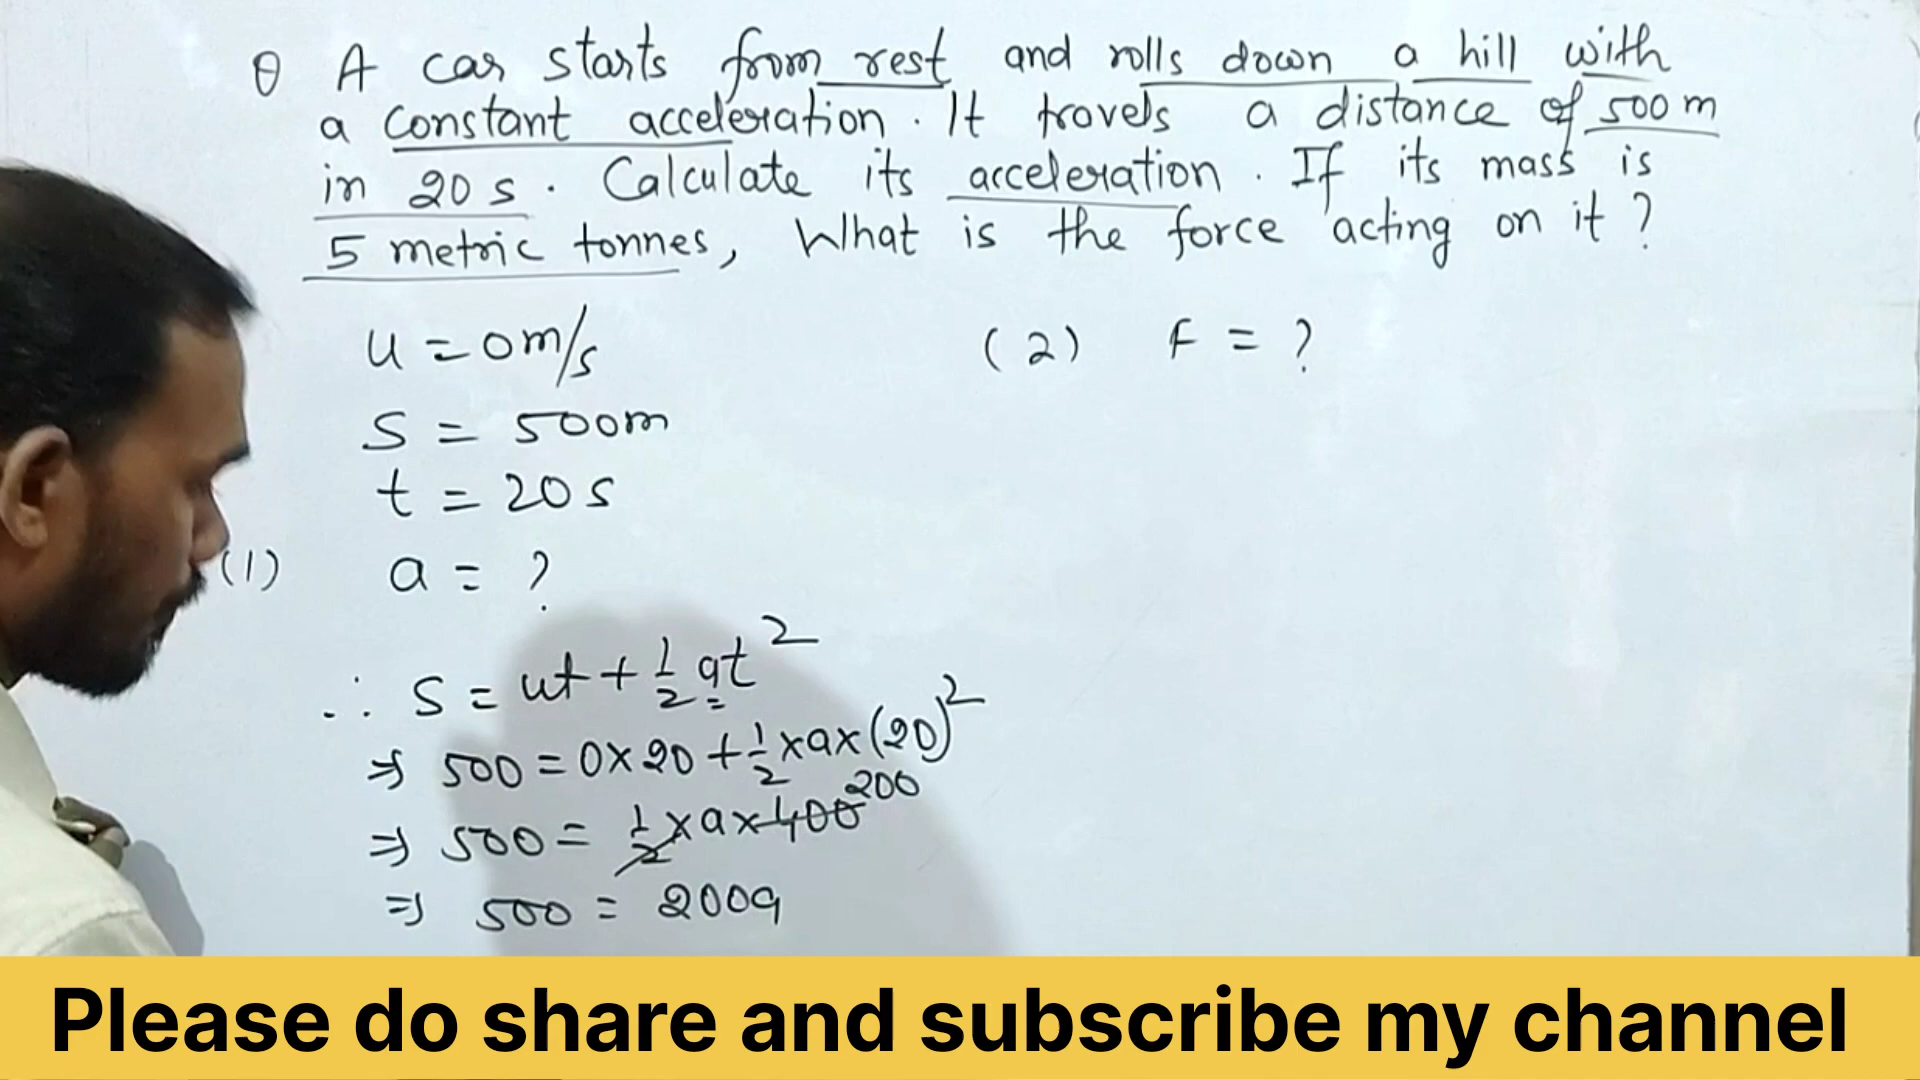 Q A car starts from rest and rolls down a hill with
a constant acceleration. It travels a distance of 500 m
in 20 s. Calculate its acceleration. If its mass is
5 metric tonnes, What is the force acting on it?
u = 0 m/s
S = 500m
t = 20 s
(1) a = ?
∴ S = ut + 1/2 at²
⇒ 500 = 0 × 20 + 1/2 × a × (20)²
⇒ 500 = 1/2 × a × 400 200
⇒ 500 = 200a
(2) F = ?
Please do share and subscribe my channel